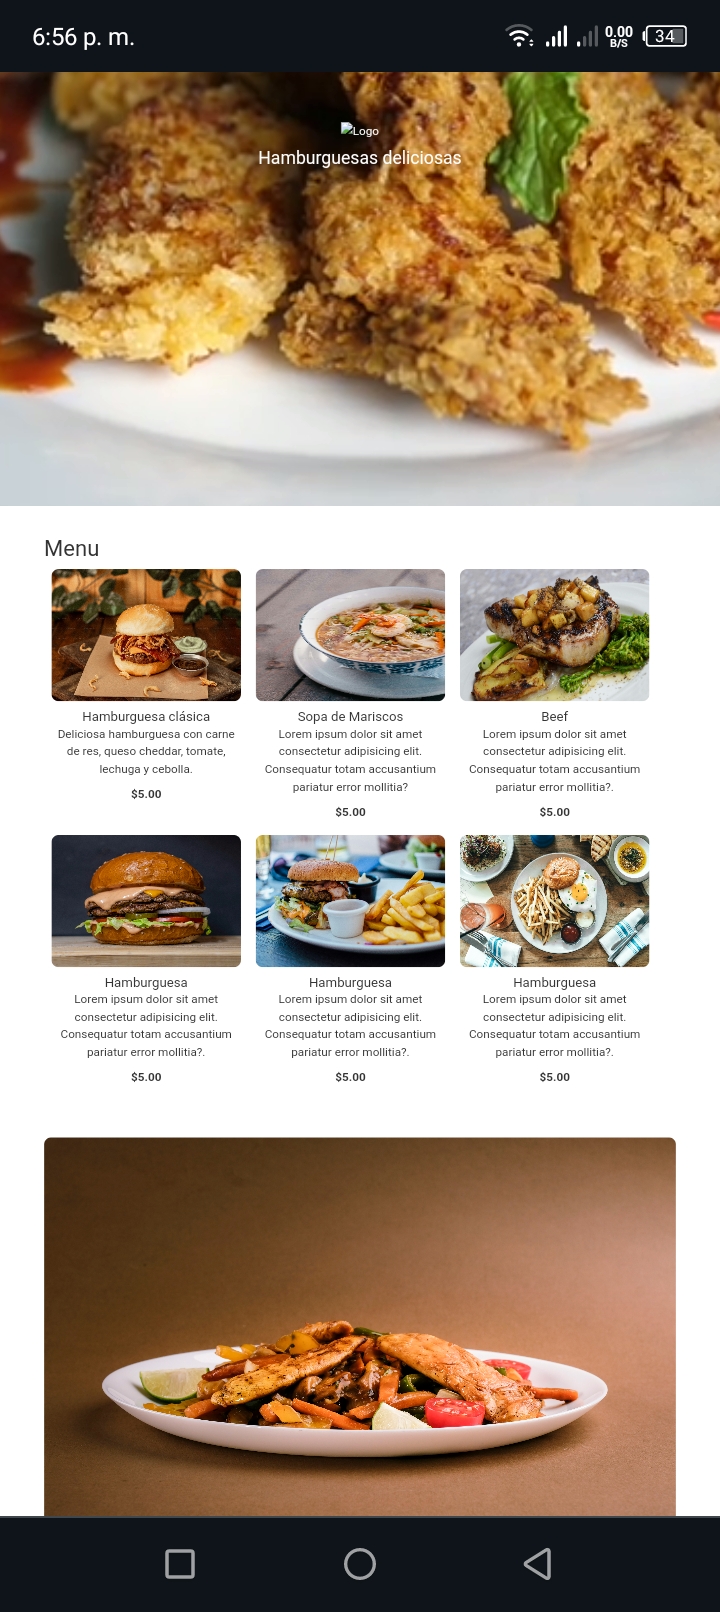 6:56 p. m.
0.00
B/S
34
Logo
Hamburguesas deliciosas
Menu
Hamburguesa clásica
Deliciosa hamburguesa con carne
de res, queso cheddar, tomate,
lechuga y cebolla.
$5.00
Sopa de Mariscos
Lorem ipsum dolor sit amet
consectetur adipisicing elit.
Consequatur totam accusantium
pariatur error mollitia?
$5.00
Beef
Lorem ipsum dolor sit amet
consectetur adipisicing elit.
Consequatur totam accusantium
pariatur error mollitia?.
$5.00
Hamburguesa
Lorem ipsum dolor sit amet
consectetur adipisicing elit.
Consequatur totam accusantium
pariatur error mollitia?.
$5.00
Hamburguesa
Lorem ipsum dolor sit amet
consectetur adipisicing elit.
Consequatur totam accusantium
pariatur error mollitia?.
$5.00
Hamburguesa
Lorem ipsum dolor sit amet
consectetur adipisicing elit.
Consequatur totam accusantium
pariatur error mollitia?.
$5.00